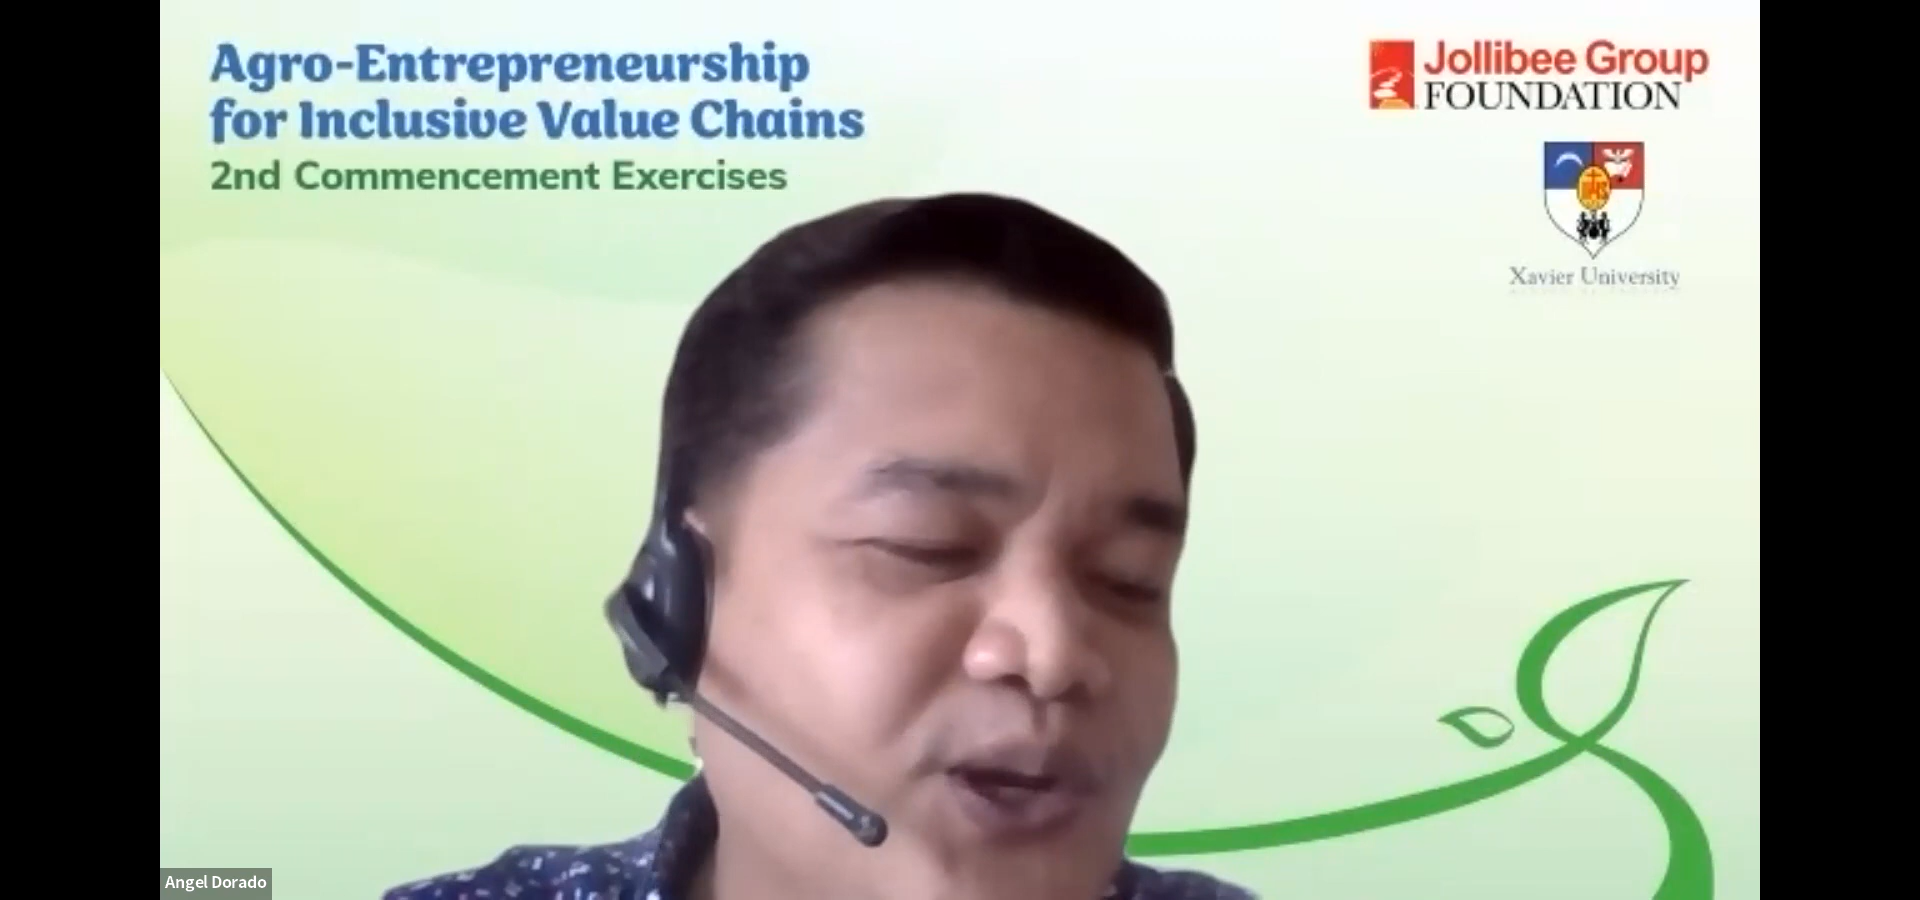 Agro-Entrepreneurship
for Inclusive Value Chains
2nd Commencement Exercises
Jollibee Group
FOUNDATION
Xavier University
Angel Dorado